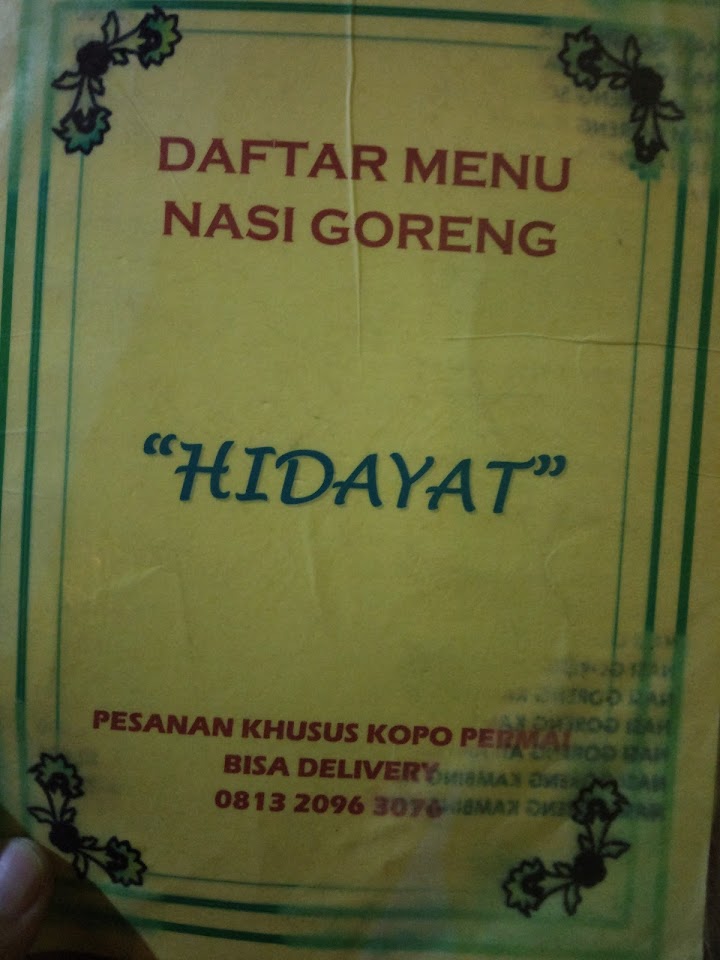 DAFTAR MENU
NASI GORENG
“HIDAYAT”
PESANAN KHUSUS KOPO PERMAI
BISA DELIVERY
0813 2096 3076